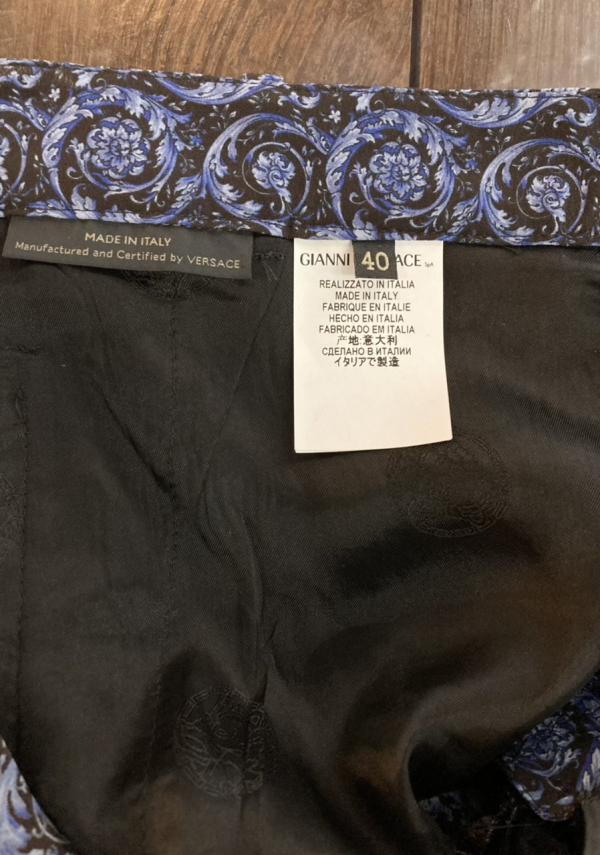 MADE IN ITALY
Manufactured and Certified by VERSACE
GIANNI ACE SpA
40
REALIZZATO IN ITALIA
MADE IN ITALY
FABRIQUE EN ITALIE
HECHO EN ITALIA
FABRICADO EM ITALIA
产地:意大利
СДЕЛАНО В ИТАЛИИ
イタリアで製造